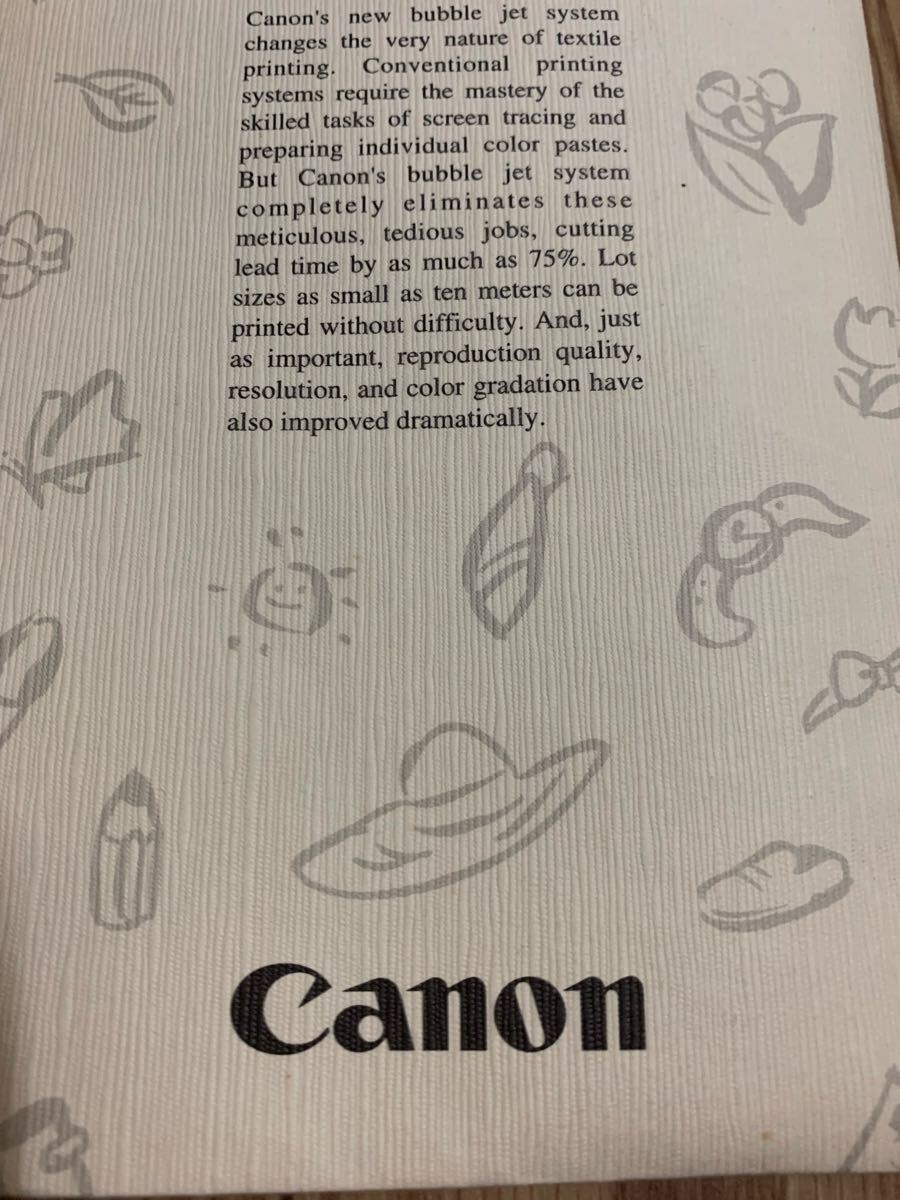 Canon's new bubble jet system
changes the very nature of textile
printing. Conventional printing
systems require the mastery of the
skilled tasks of screen tracing and
preparing individual color pastes.
But Canon's bubble jet system
completely eliminates these
meticulous, tedious jobs, cutting
lead time by as much as 75%. Lot
sizes as small as ten meters can be
printed without difficulty. And, just
as important, reproduction quality,
resolution, and color gradation have
also improved dramatically.
Canon